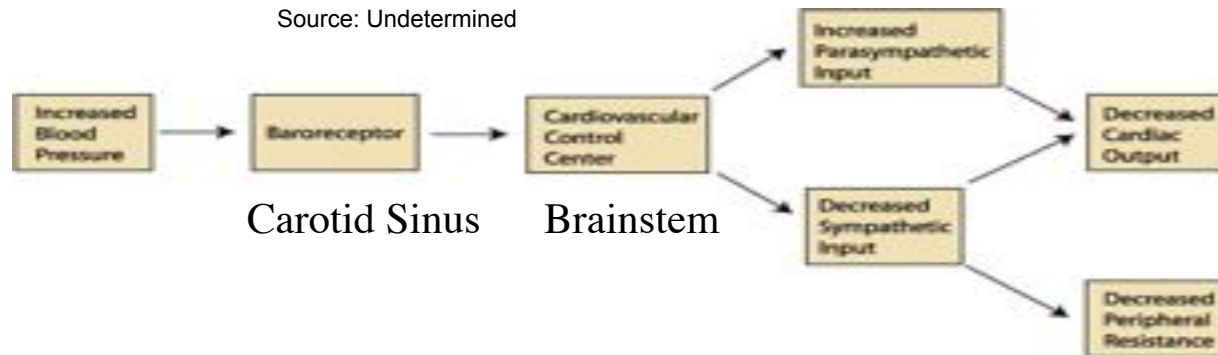 Source: Undetermined
Increased
Blood
Pressure
Baroreceptor
Cardiovascular
Control
Center
Increased
Parasympathetic
Input
Decreased
Sympathetic
Input
Decreased
Cardiac
Output
Decreased
Peripheral
Resistance
Carotid Sinus
Brainstem